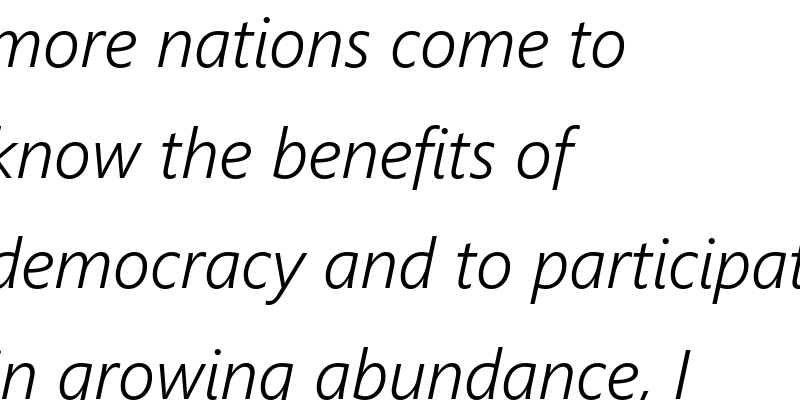 more nations come to
know the benefits of
democracy and to participat
in growing abundance, I